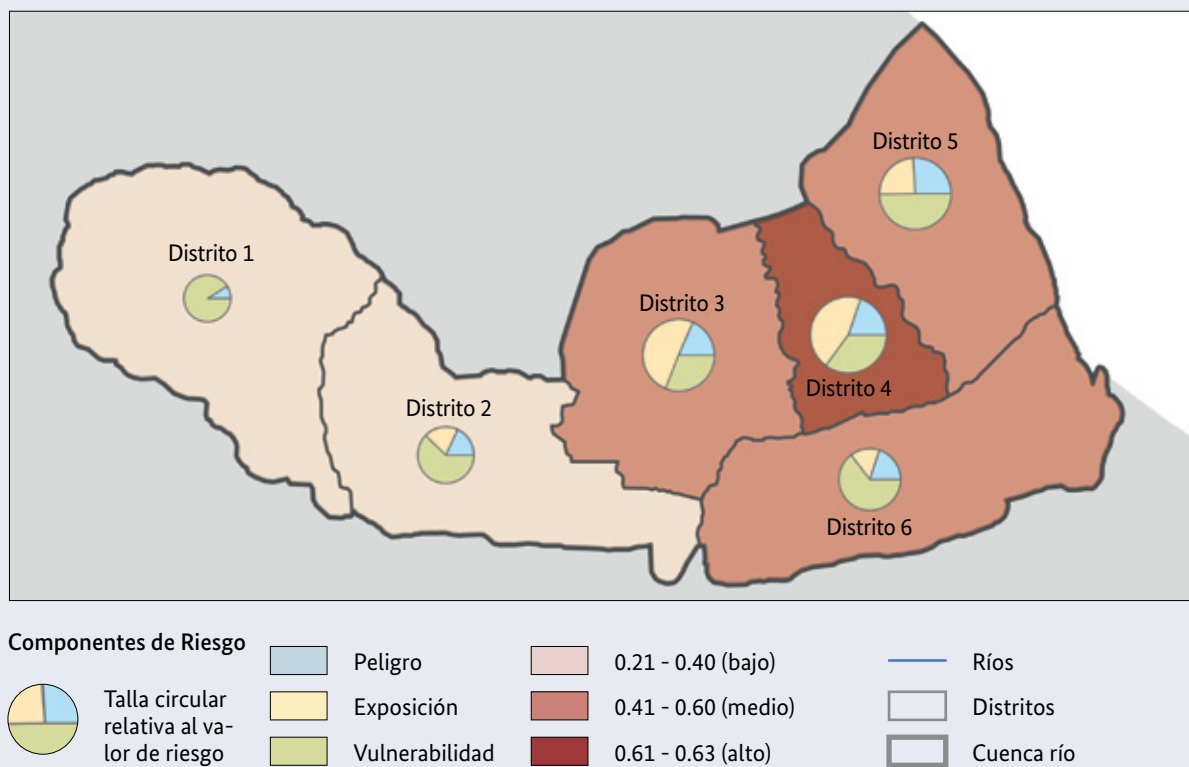 Distrito 5
Distrito 1
Distrito 3
Distrito 4
Distrito 2
Distrito 6
Componentes de Riesgo
Talla circular
relativa al va-
lor de riesgo
Peligro
Exposición
Vulnerabilidad
0.21 - 0.40 (bajo)
0.41 - 0.60 (medio)
0.61 - 0.63 (alto)
Ríos
Distritos
Cuenca río